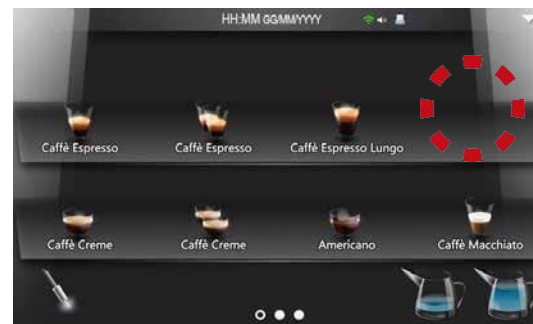 HH:MM GG/MM/YYYY
Caffè Espresso Caffè Espresso Caffè Espresso Lungo
Caffè Creme Caffè Creme Americano Caffè Macchiato